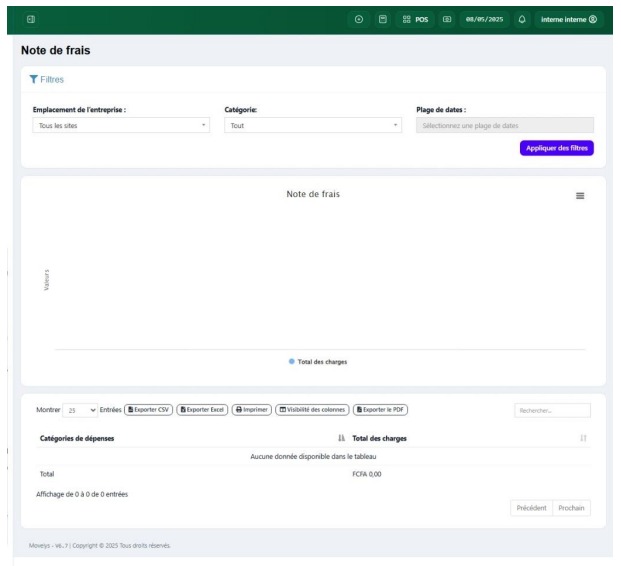 POS 08/05/2025 interne interne
Note de frais
Filtres
Emplacement de l'entreprise : Catégorie: Plage de dates :
Tous les sites Tout Sélectionnez une plage de dates
Appliquer des filtres
Note de frais
Valeurs
Total des charges
Montrer 25 Entrées Exporter CSV Exporter Excel Imprimer Visibilité des colonnes Exporter le PDF Rechercher...
Catégories de dépenses Total des charges
Aucune donnée disponible dans le tableau
Total FCFA 0,00
Affichage de 0 à 0 de 0 entrées
Précédent Prochain
Movelys - V6.7 | Copyright © 2025 Tous droits réservés.